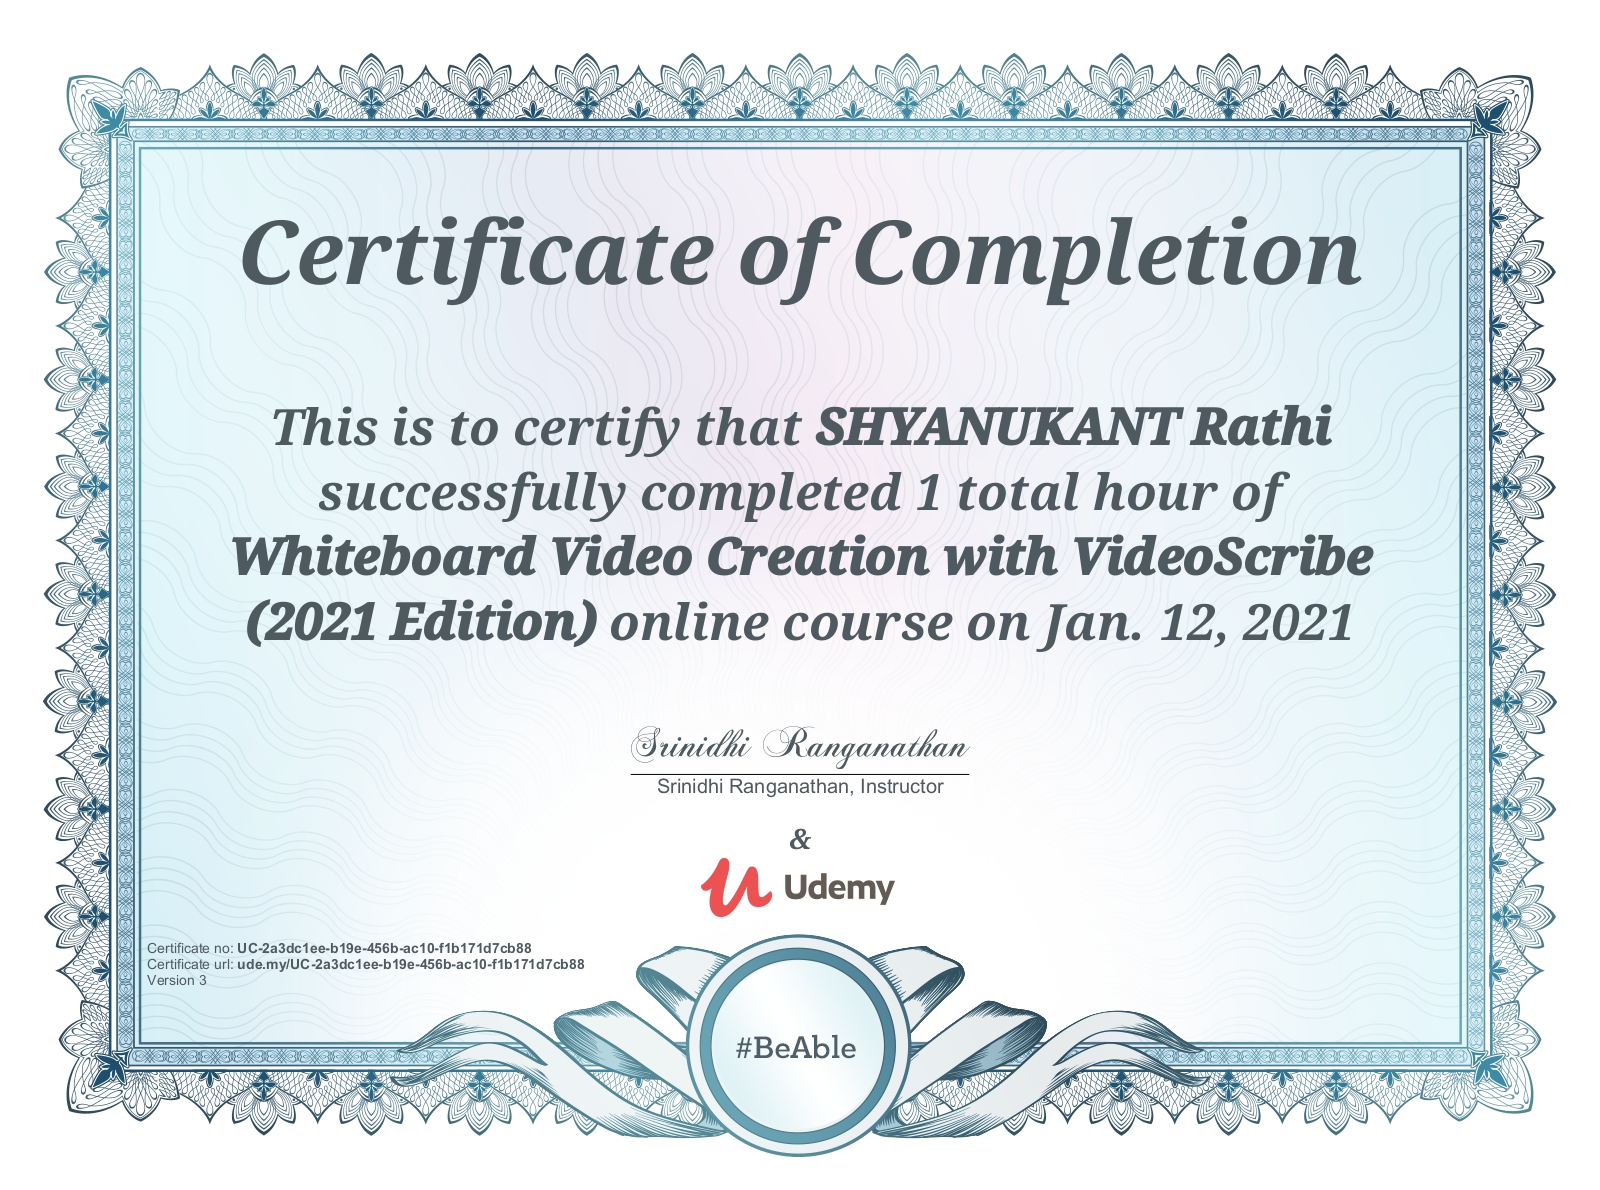 Certificate of Completion
This is to certify that SHYANUKANT Rathi
successfully completed 1 total hour of
Whiteboard Video Creation with VideoScribe
(2021 Edition) online course on Jan. 12, 2021
Srinidhi Ranganathan
Srinidhi Ranganathan, Instructor
&
Udemy
Certificate no: UC-2a3dc1ee-b19e-456b-ac10-f1b171d7cb88
Certificate url: ude.my/UC-2a3dc1ee-b19e-456b-ac10-f1b171d7cb88
Version 3
#BeAble